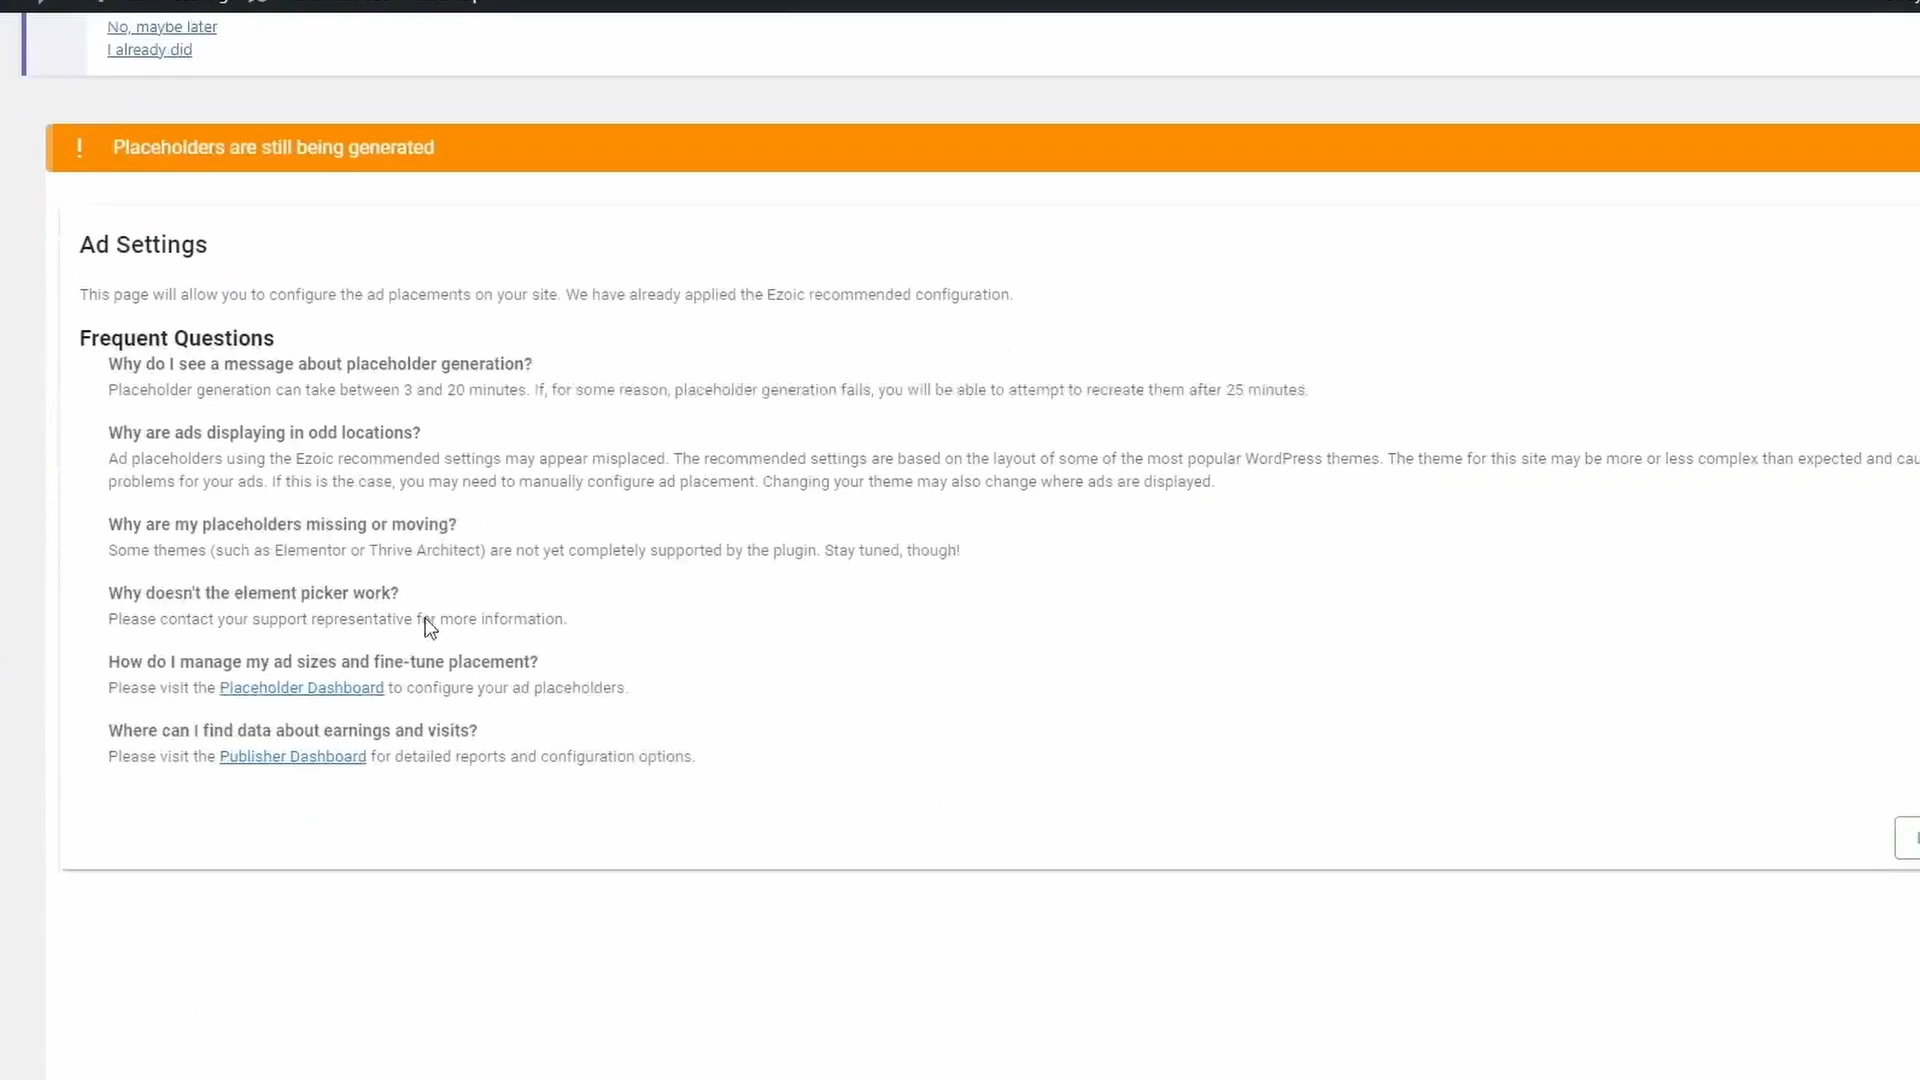 No, maybe later
I already did
! Placeholders are still being generated
Ad Settings
This page will allow you to configure the ad placements on your site. We have already applied the Ezoic recommended configuration.
Frequent Questions
Why do I see a message about placeholder generation?
Placeholder generation can take between 3 and 20 minutes. If, for some reason, placeholder generation fails, you will be able to attempt to recreate them after 25 minutes.
Why are ads displaying in odd locations?
Ad placeholders using the Ezoic recommended settings may appear misplaced. The recommended settings are based on the layout of some of the most popular WordPress themes. The theme for this site may be more or less complex than expected and cau
problems for your ads. If this is the case, you may need to manually configure ad placement. Changing your theme may also change where ads are displayed.
Why are my placeholders missing or moving?
Some themes (such as Elementor or Thrive Architect) are not yet completely supported by the plugin. Stay tuned, though!
Why doesn't the element picker work?
Please contact your support representative for more information.
How do I manage my ad sizes and fine-tune placement?
Please visit the Placeholder Dashboard to configure your ad placeholders.
Where can I find data about earnings and visits?
Please visit the Publisher Dashboard for detailed reports and configuration options.